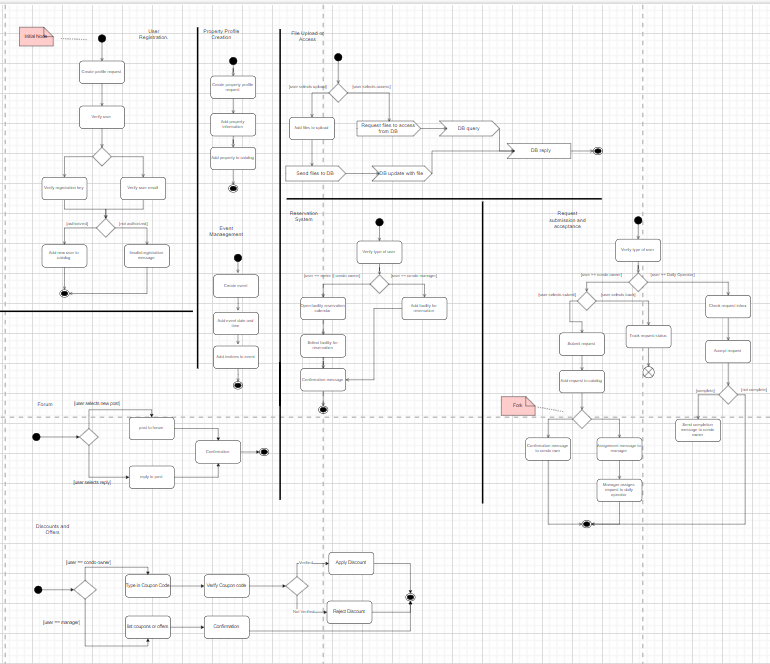 Initial Node
User
Registration
Create profile request
Verify user
Verify registration key
Verify user email
[authorized]
[not authorized]
Add new user to
catalog
Invalid registration
message
Property Profile
Creation
Create property profile
request
Add property
information
Add property to catalog
Event
Management
Create event
Add event date and
time
Add invitees to event
File Upload or
Access
[user selects upload]
[user selects access]
Add files to upload
Request files to access
from DB
DB query
DB reply
Send files to DB
DB update with file
Reservation
System
Verify type of user
[user == condo manager]
Open facility reservation
calendar
Add facility for
reservation
Select facility for
reservation
Confirmation message
Request
submission and
acceptance
Verify type of user
[user == condo owner]
[user == Daily Operator]
[user selects submit]
[user selects track]
Check request inbox
Submit request
Track request status
Accept request
Add request to catalog
[complete]
[not complete]
Fork
Send completion
message to condo
owner
Confirmation message
to condo own
Assignment message to
manager
Manager assigns
request to daily
operator
Forum
[user selects new post]
post to forum
Confirmation
reply to post
[user selects reply]
Discounts and
Offers
[user == condo owner]
Type in Coupon Code
Verify Coupon code
Verified
Apply Discount
Not Verified
Reject Discount
[user == manager]
list coupons or offers
Confirmation